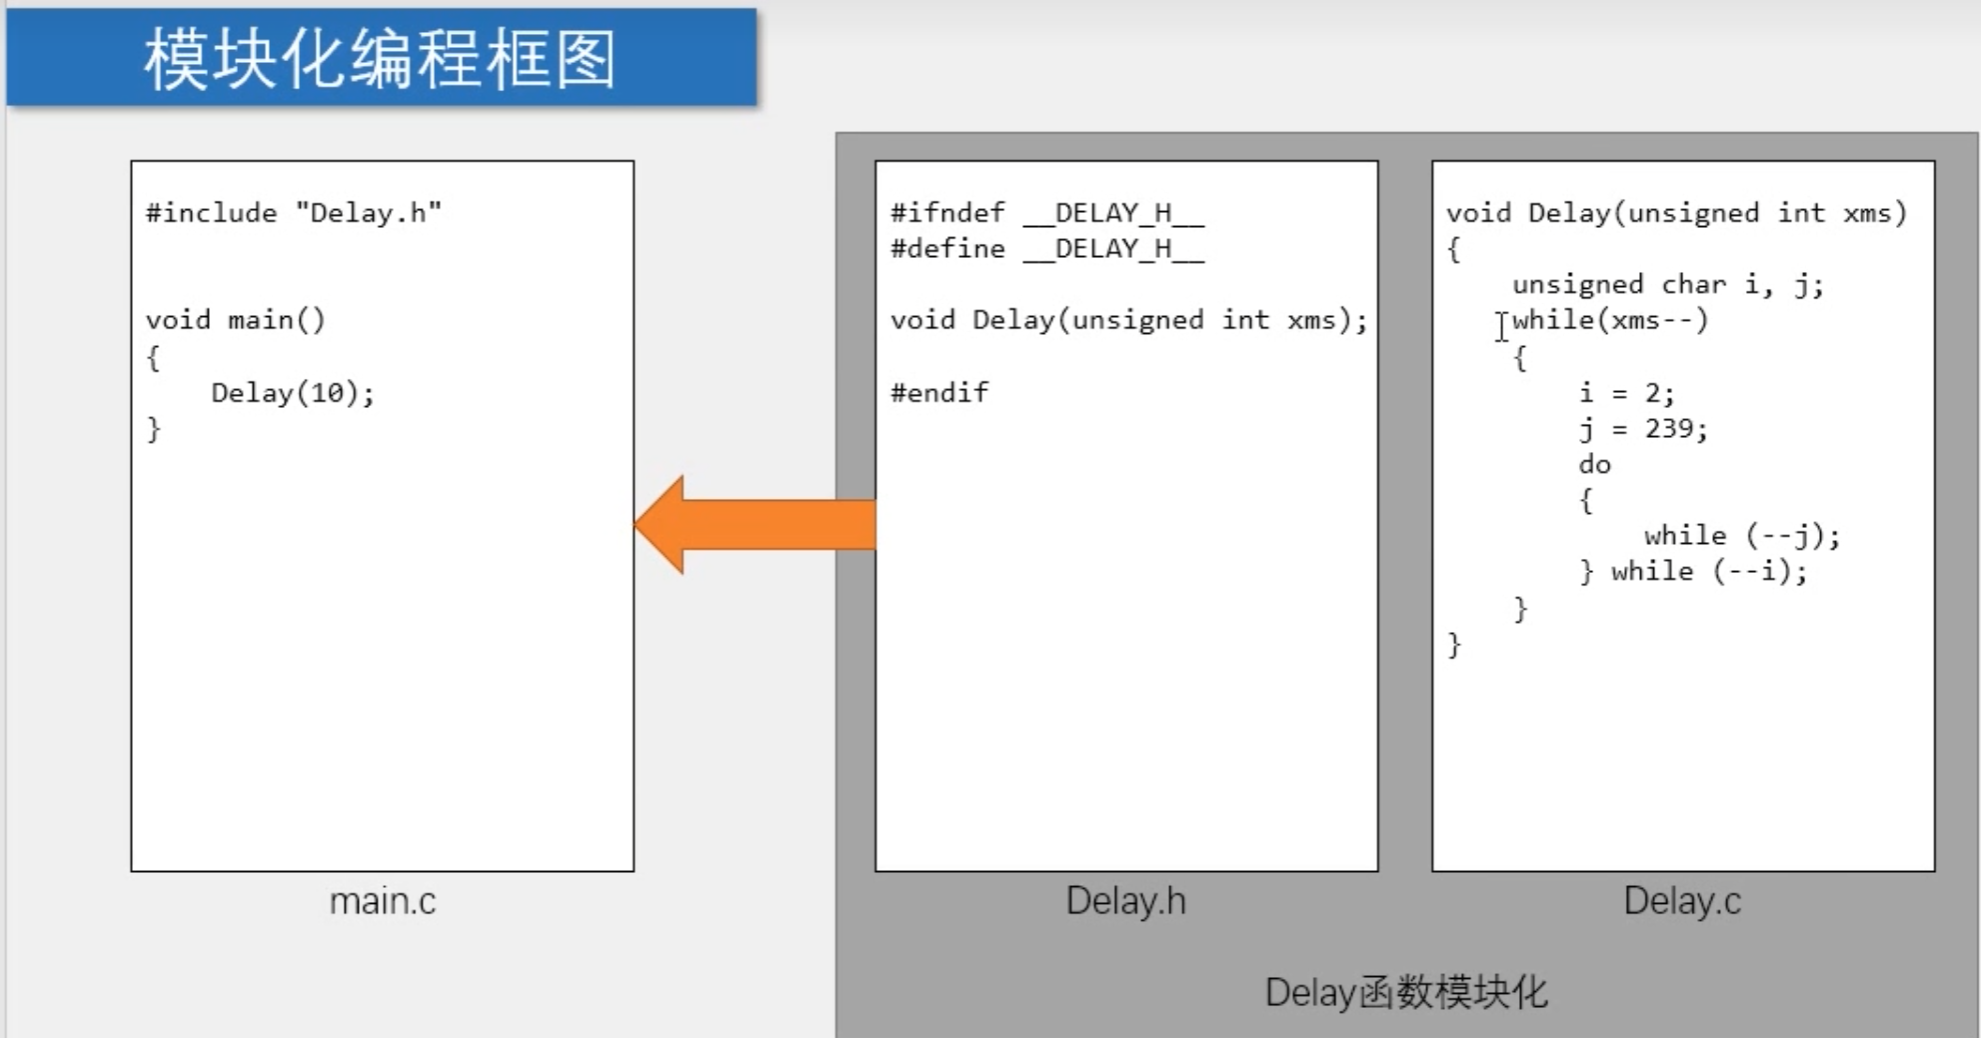 模块化编程框图
#include "Delay.h"
void main()
{
    Delay(10);
}
main.c
#ifndef __DELAY_H__
#define __DELAY_H__
void Delay(unsigned int xms);
#endif
Delay.h
void Delay(unsigned int xms)
{
    unsigned char i, j;
    while(xms--)
    {
        i = 2;
        j = 239;
        do
        {
            while (--j);
        } while (--i);
    }
}
Delay.c
Delay函数模块化